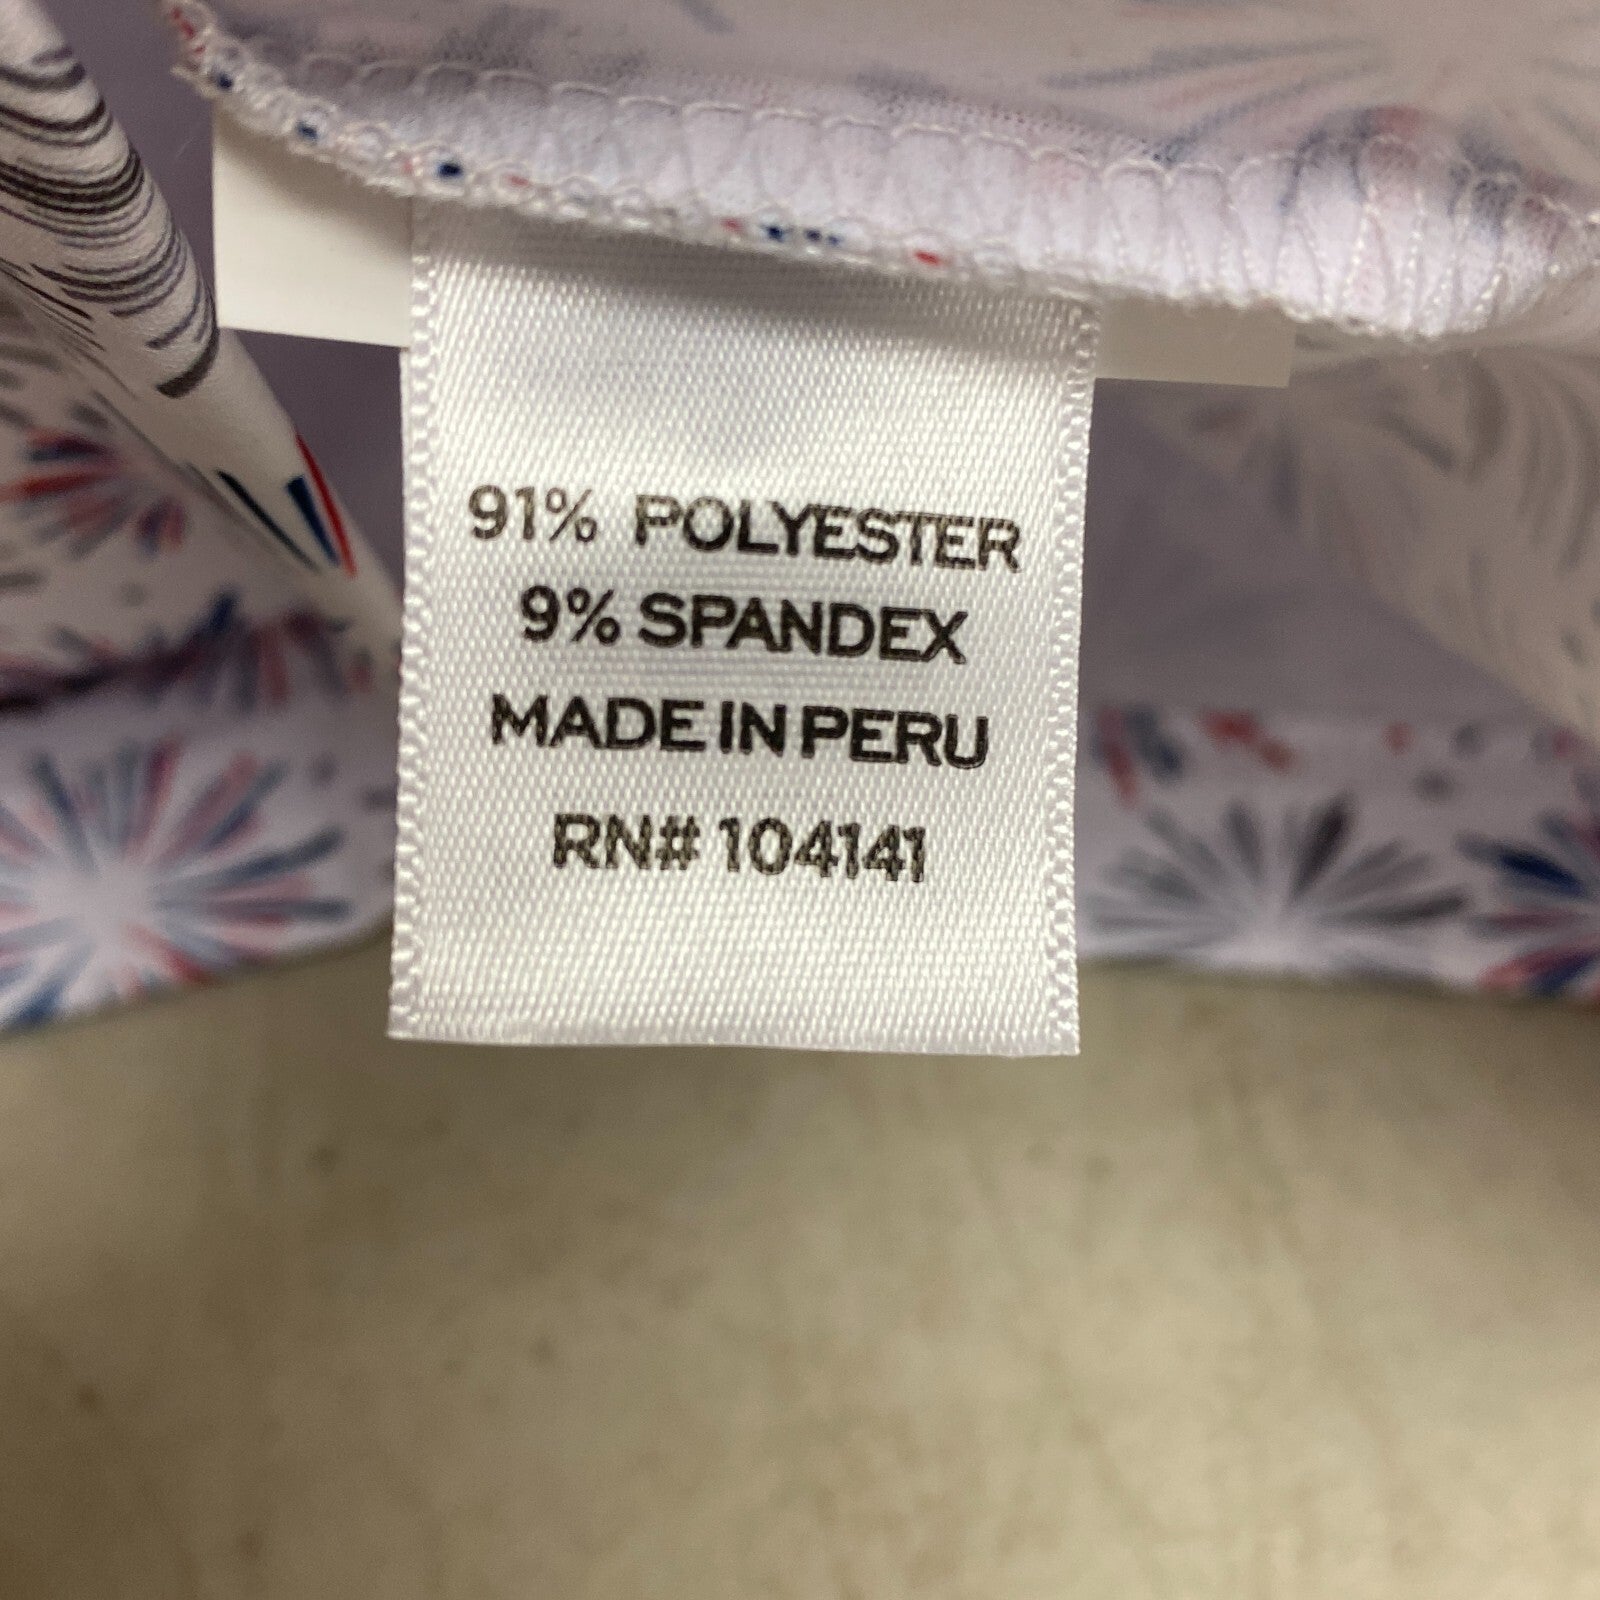 91% POLYESTER
9% SPANDEX
MADE IN PERU
RN# 104141